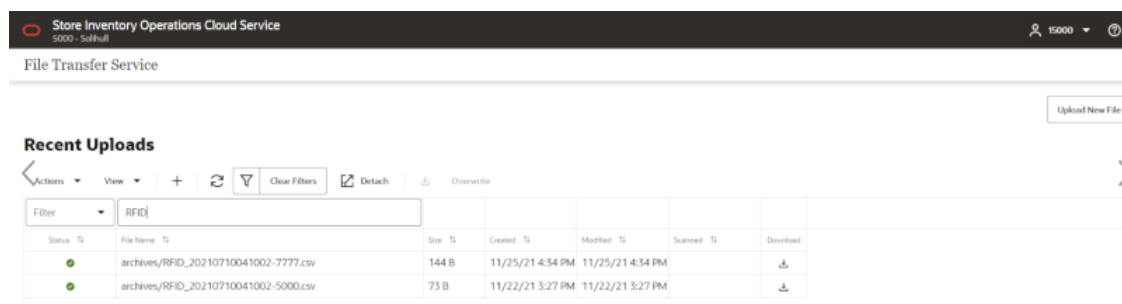 Store Inventory Operations Cloud Service
5000 - Solihull
15000
File Transfer Service
Upload New File
Recent Uploads
Actions View Clear Filters Detach Overwrite
Filter RFID
Status File Name Size Created Modified Scanned Download
archives/RFID_20210710041002-7777.csv 144 B 11/25/21 4:34 PM 11/25/21 4:34 PM
archives/RFID_20210710041002-5000.csv 73 B 11/22/21 3:27 PM 11/22/21 3:27 PM